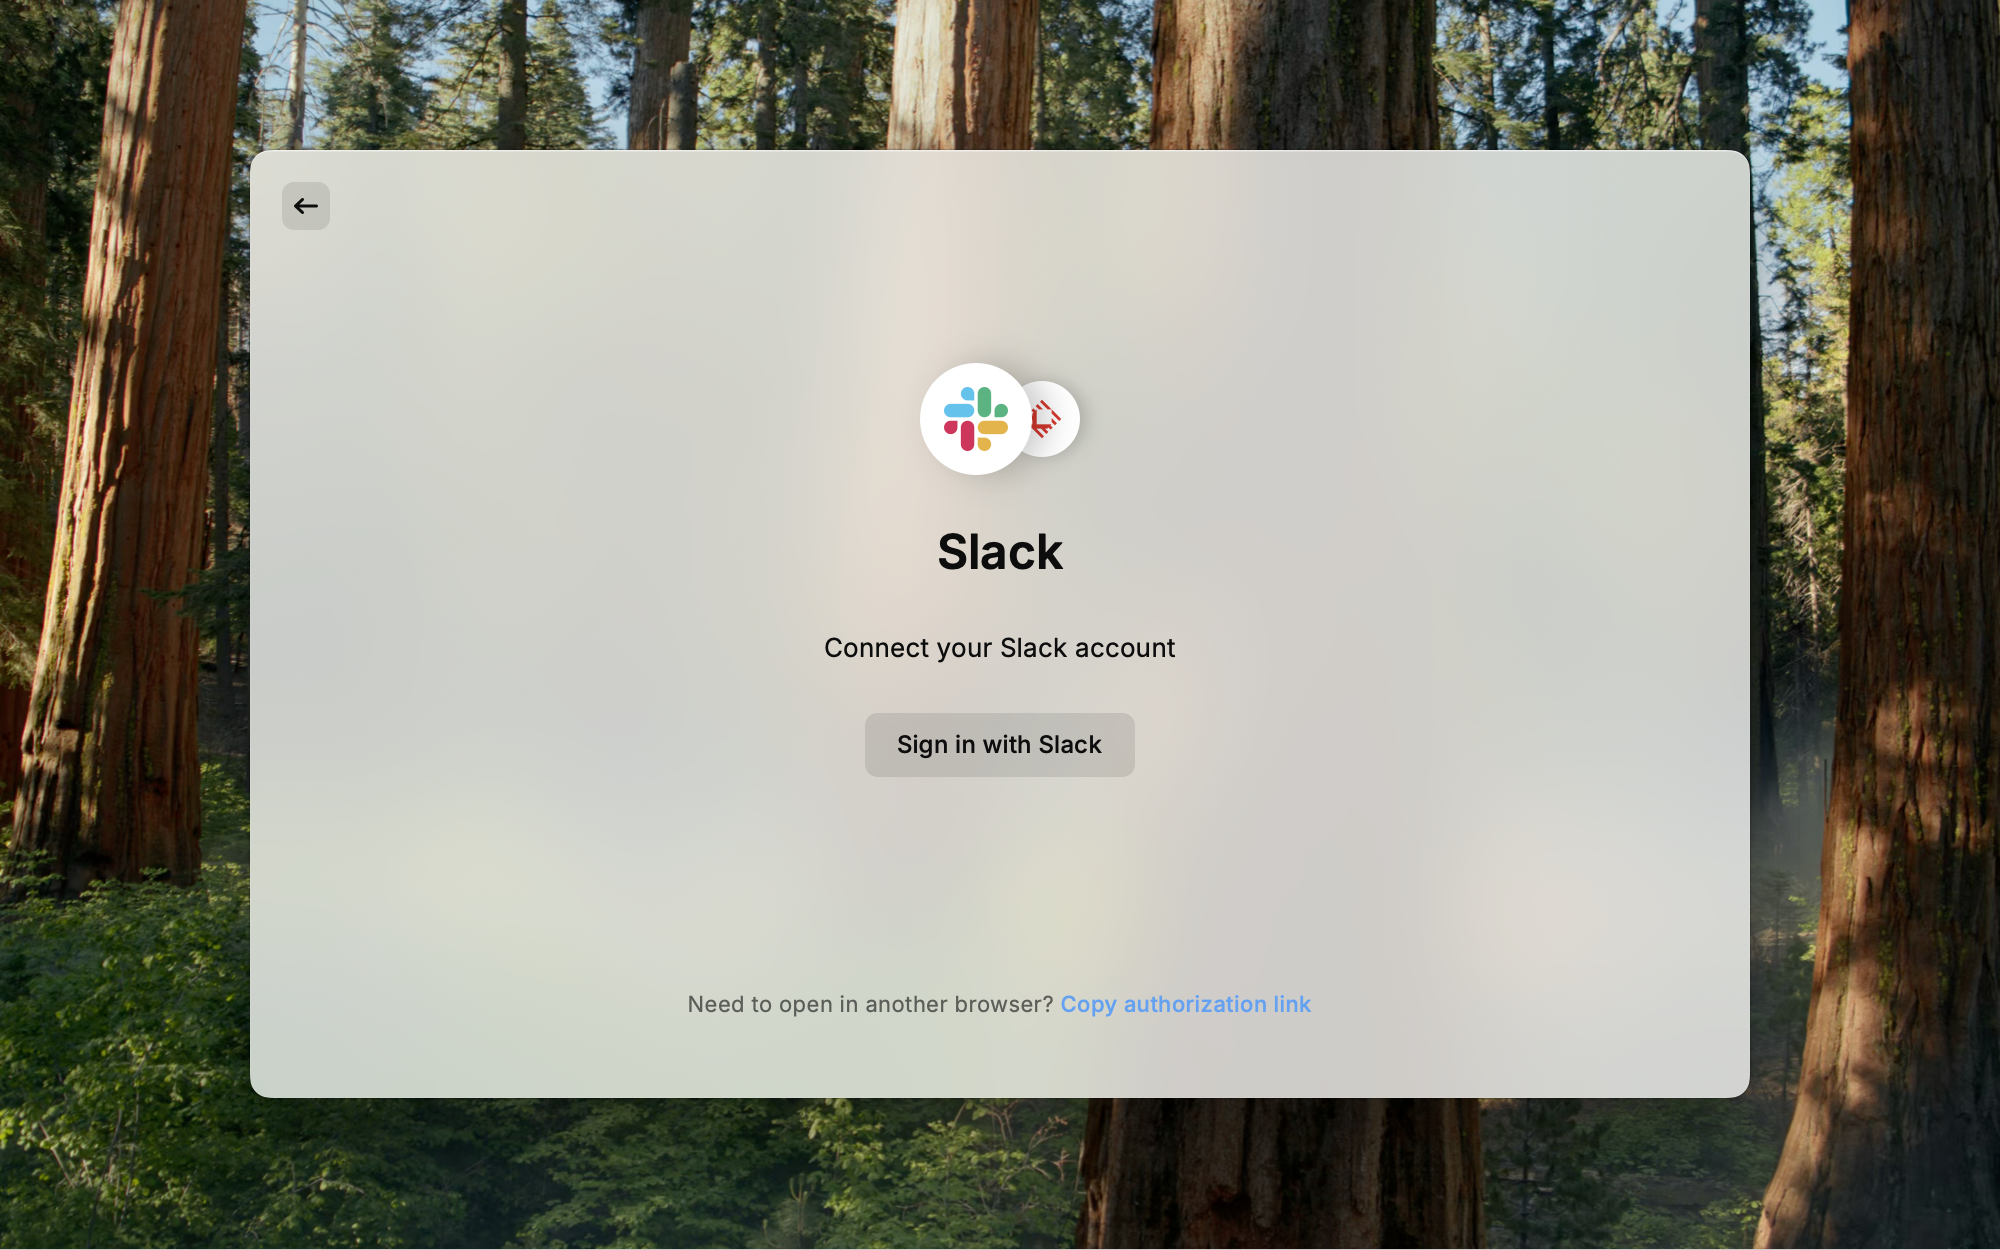 Slack
Connect your Slack account
Sign in with Slack
Need to open in another browser? Copy authorization link